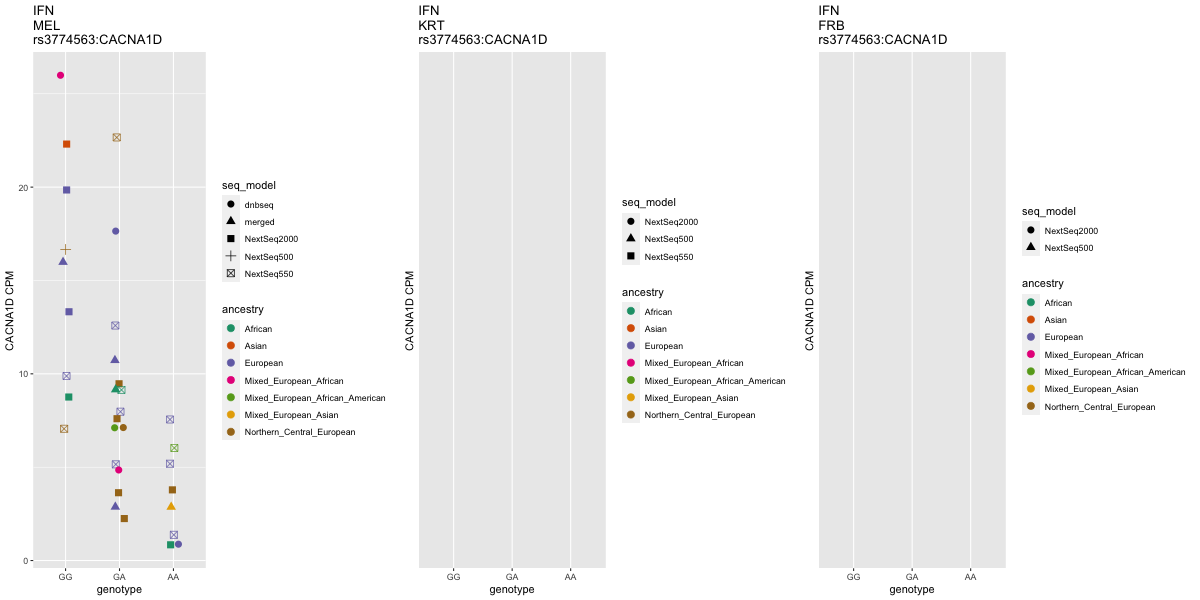 IFN
MEL
rs3774563:CACNA1D
CACNA1D CPM
20
10
0
GG
GA
AA
genotype
seq_model
dnbseq
merged
NextSeq2000
NextSeq500
NextSeq550
ancestry
African
Asian
European
Mixed_European_African
Mixed_European_African_American
Mixed_European_Asian
Northern_Central_European
IFN
KRT
rs3774563:CACNA1D
CACNA1D CPM
GG
GA
AA
genotype
seq_model
NextSeq2000
NextSeq500
NextSeq550
ancestry
African
Asian
European
Mixed_European_African
Mixed_European_African_American
Mixed_European_Asian
Northern_Central_European
IFN
FRB
rs3774563:CACNA1D
CACNA1D CPM
GG
GA
AA
genotype
seq_model
NextSeq2000
NextSeq500
ancestry
African
Asian
European
Mixed_European_African
Mixed_European_African_American
Mixed_European_Asian
Northern_Central_European